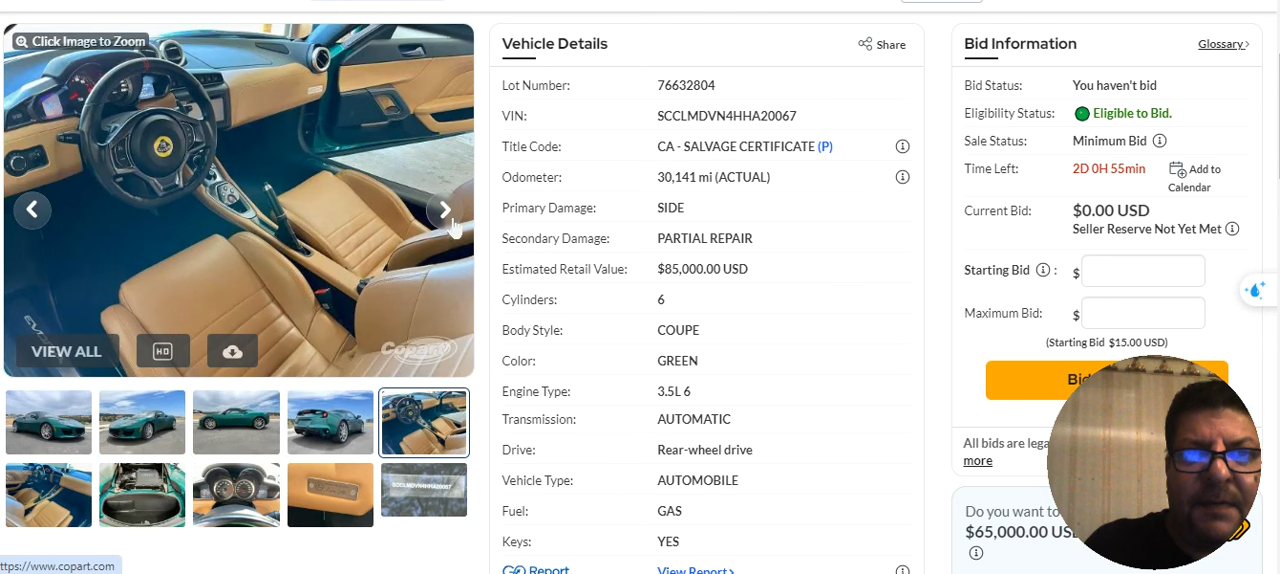 Click Image to Zoom
VIEW ALL
HD
Copart
SCCLMDVN4HHA20067
ttps://www.copart.com
Vehicle Details
Share
Lot Number: 76632804
VIN: SCCLMDVN4HHA20067
Title Code: CA - SALVAGE CERTIFICATE (P)
Odometer: 30,141 mi (ACTUAL)
Primary Damage: SIDE
Secondary Damage: PARTIAL REPAIR
Estimated Retail Value: $85,000.00 USD
Cylinders: 6
Body Style: COUPE
Color: GREEN
Engine Type: 3.5L 6
Transmission: AUTOMATIC
Drive: Rear-wheel drive
Vehicle Type: AUTOMOBILE
Fuel: GAS
Keys: YES
Report View Report
Bid Information
Glossary
Bid Status: You haven't bid
Eligibility Status: Eligible to Bid.
Sale Status: Minimum Bid
Time Left: 2D 0H 55min
Add to
Calendar
Current Bid: $0.00 USD
Seller Reserve Not Yet Met
Starting Bid : $
Maximum Bid: $
(Starting Bid $15.00 USD)
All bids are lega
more
Do you want to
$65,000.00 US